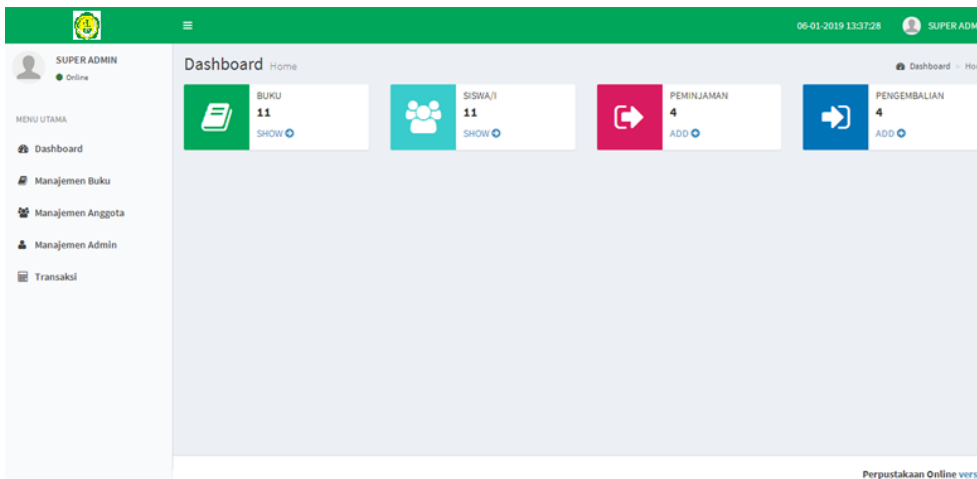 06-01-2019 13:37:28
SUPER ADM
SUPER ADMIN
Online
MENU UTAMA
Dashboard
Manajemen Buku
Manajemen Anggota
Manajemen Admin
Transaksi
Dashboard Home
Dashboard > Ho
BUKU
11
SHOW
SISWA/I
11
SHOW
PEMINJAMAN
4
ADD
PENGEMBALIAN
4
ADD
Perpustakaan Online vers